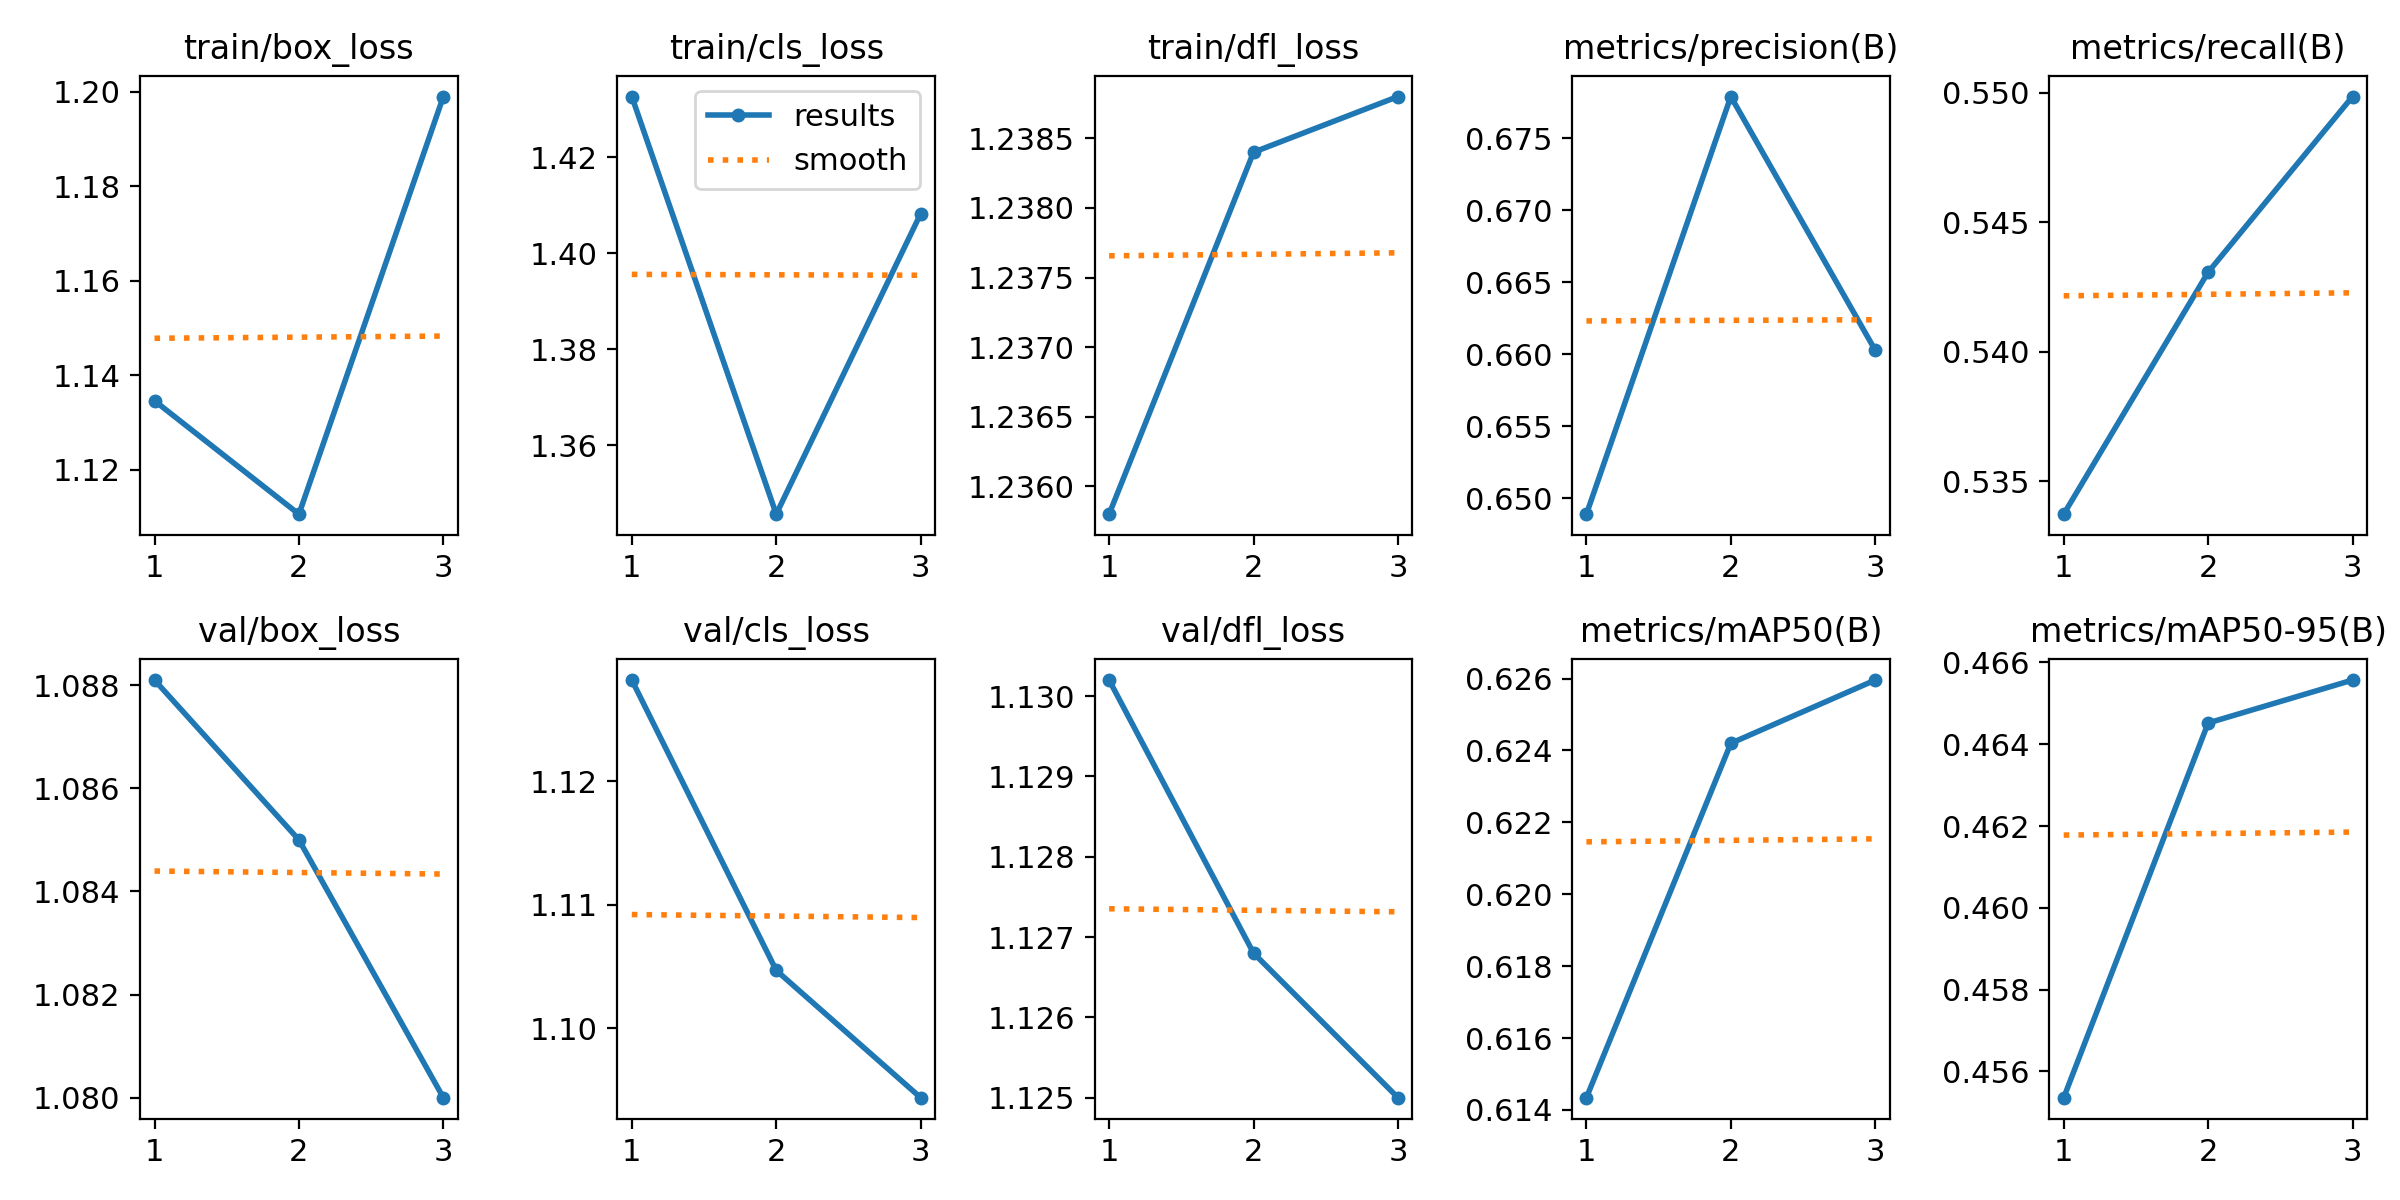 train/box_loss
1.20
1.18
1.16
1.14
1.12
1 2 3
train/cls_loss
results
smooth
1.42
1.40
1.38
1.36
1 2 3
train/dfl_loss
1.2385
1.2380
1.2375
1.2370
1.2365
1.2360
1 2 3
metrics/precision(B)
0.675
0.670
0.665
0.660
0.655
0.650
1 2 3
metrics/recall(B)
0.550
0.545
0.540
0.535
1 2 3
val/box_loss
1.088
1.086
1.084
1.082
1.080
1 2 3
val/cls_loss
1.12
1.11
1.10
1 2 3
val/dfl_loss
1.130
1.129
1.128
1.127
1.126
1.125
1 2 3
metrics/mAP50(B)
0.626
0.624
0.622
0.620
0.618
0.616
0.614
1 2 3
metrics/mAP50-95(B)
0.466
0.464
0.462
0.460
0.458
0.456
1 2 3